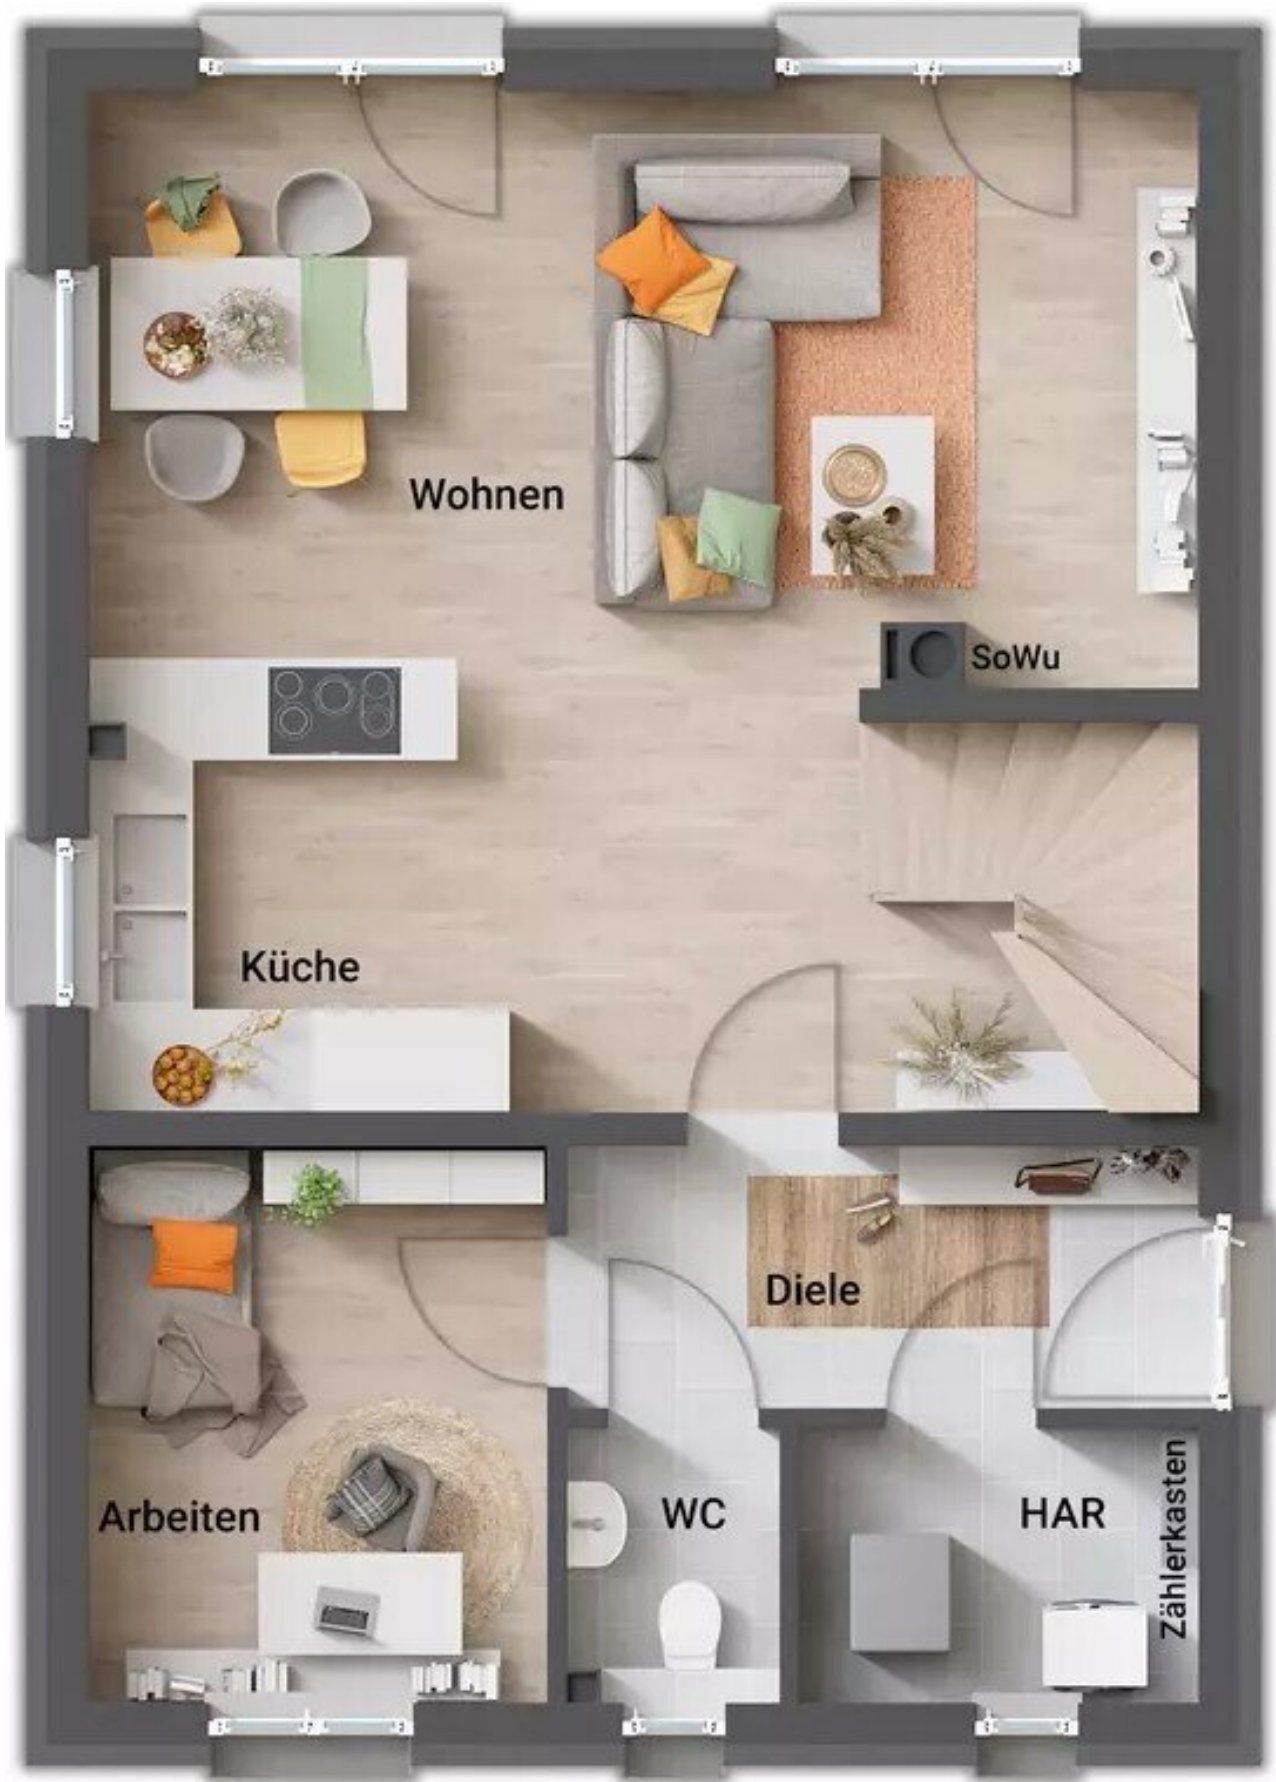 Wohnen
SoWu
Küche
Diele
Arbeiten
WC
HAR
Zählerkasten